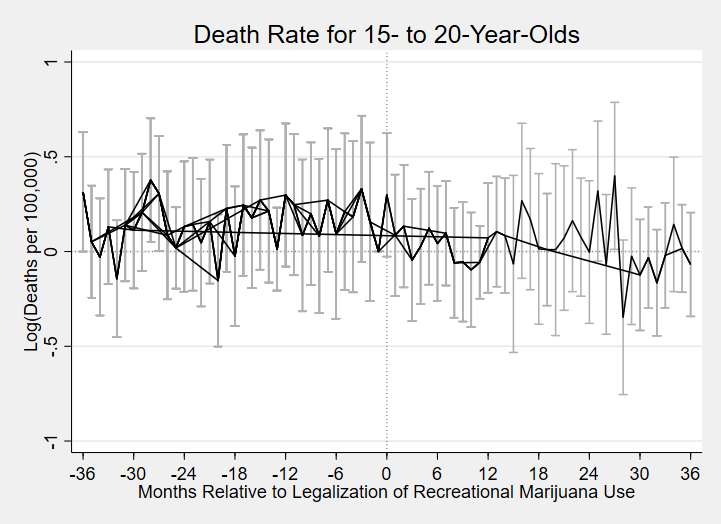 Death Rate for 15- to 20-Year-Olds
Log(Deaths per 100,000)
1
.5
0
-.5
-1
-36 -30 -24 -18 -12 -6 0 6 12 18 24 30 36
Months Relative to Legalization of Recreational Marijuana Use